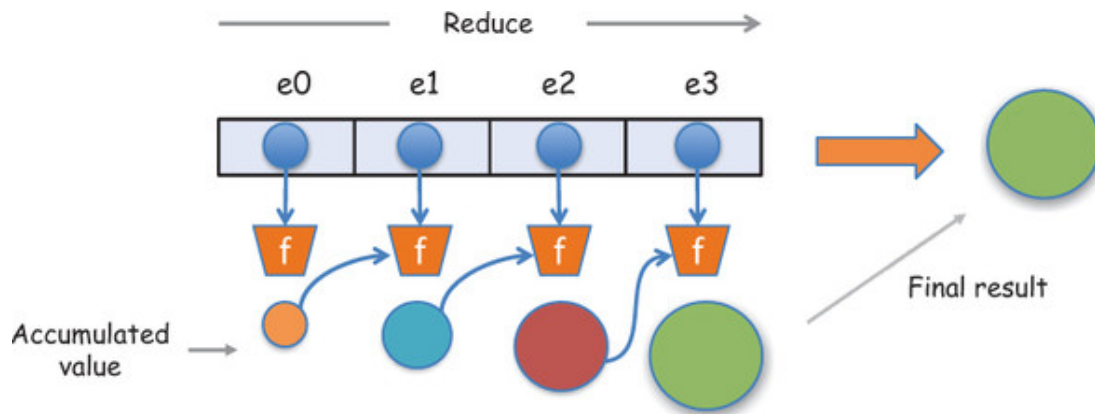 Reduce
e0 e1 e2 e3
f f f f
Accumulated
value
Final result